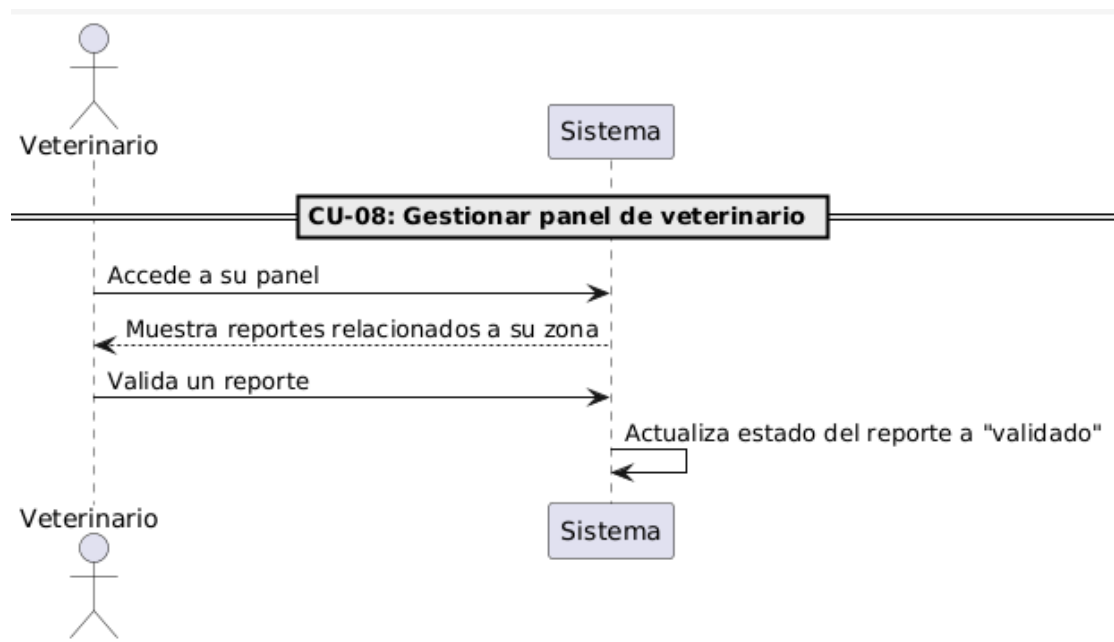 Veterinario
Sistema
CU-08: Gestionar panel de veterinario
Accede a su panel
Muestra reportes relacionados a su zona
Valida un reporte
Actualiza estado del reporte a "validado"
Veterinario
Sistema